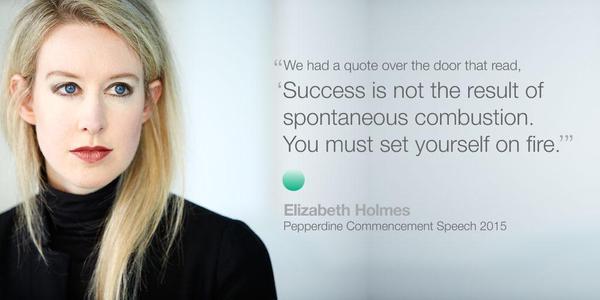 “We had a quote over the door that read,
‘Success is not the result of
spontaneous combustion.
You must set yourself on fire.’”
Elizabeth Holmes
Pepperdine Commencement Speech 2015